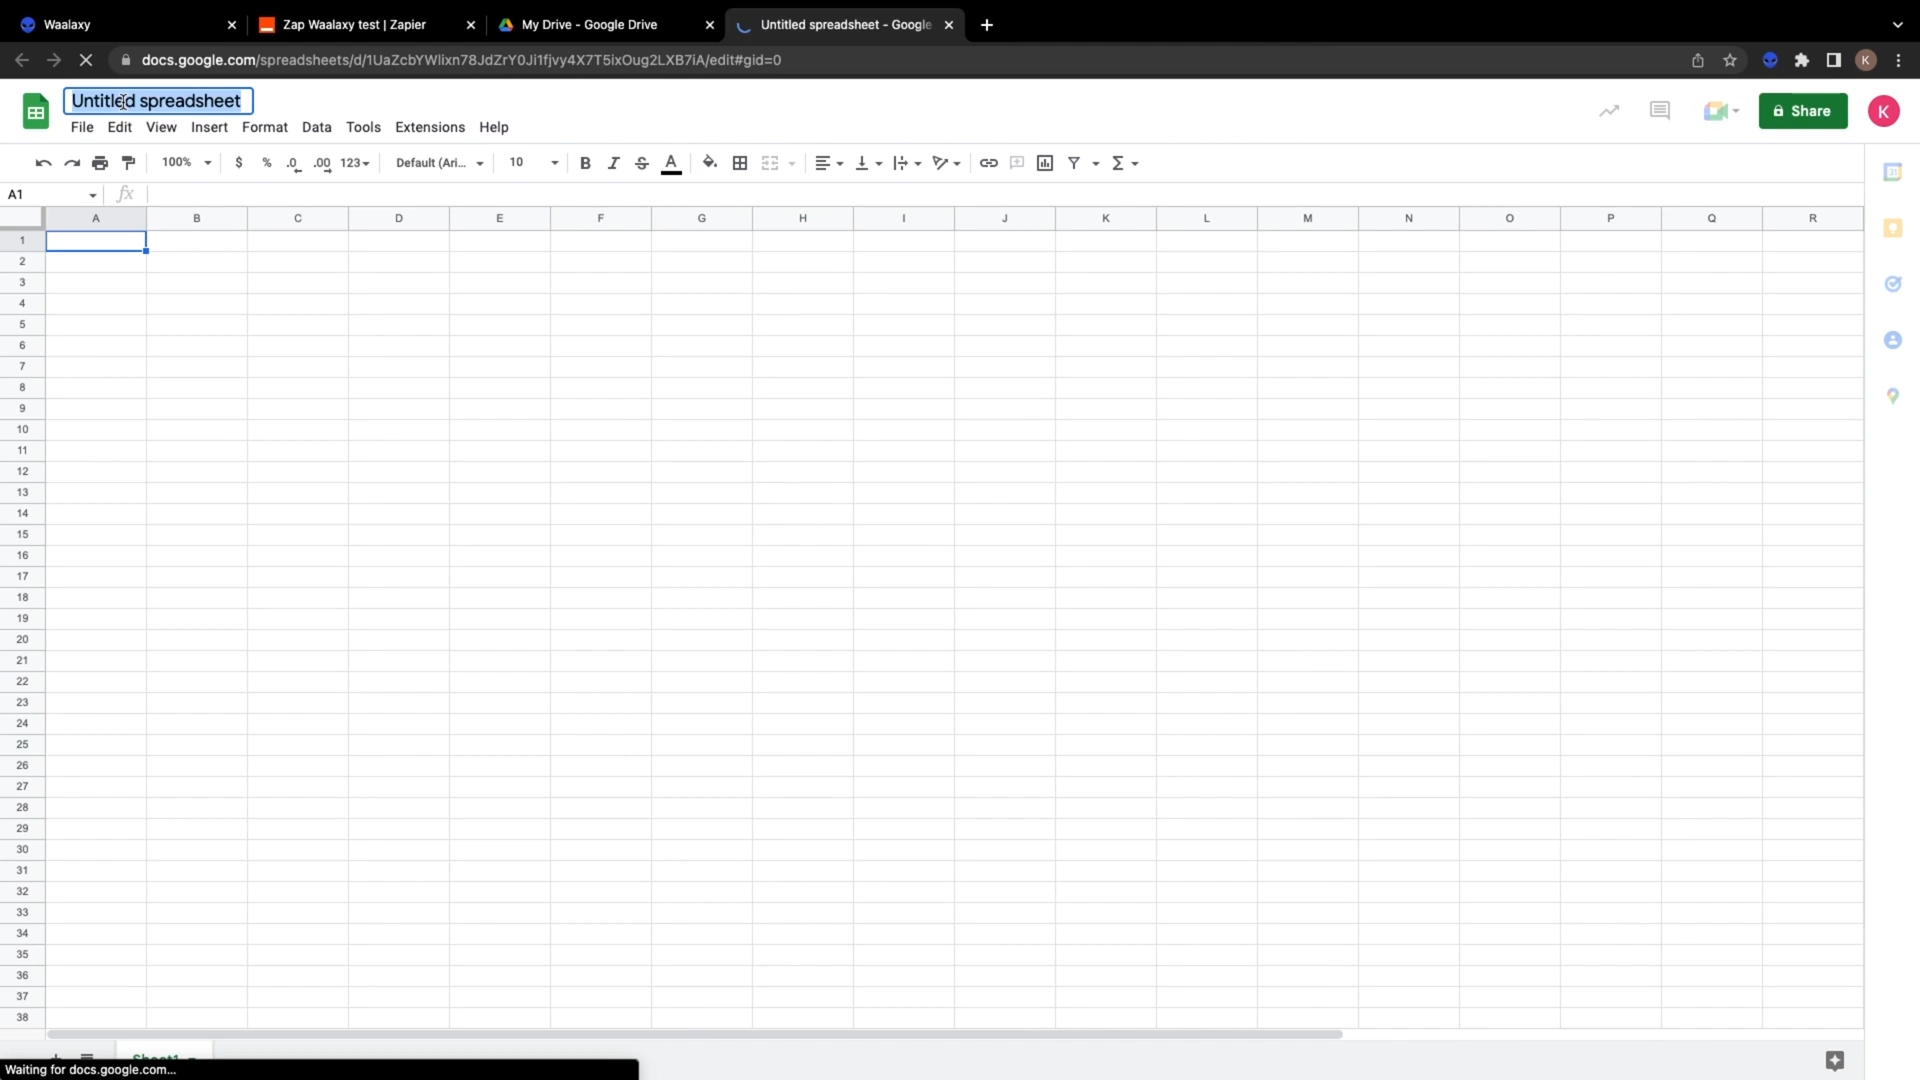 Waalaxy
Zap Waalaxy test | Zapier
My Drive - Google Drive
Untitled spreadsheet - Google
docs.google.com/spreadsheets/d/1UaZcbYWlixn78JdZrY0Ji1fjvy4X7T5ixOug2LXB7iA/edit#gid=0
K
Untitled spreadsheet
Share
K
File Edit View Insert Format Data Tools Extensions Help
100% $ % .0 .00 123 Default (Ari... 10 B I S A Σ
31
A1 fx
A B C D E F G H I J K L M N O P Q R
1
2
3
4
5
6
7
8
9
10
11
12
13
14
15
16
17
18
19
20
21
22
23
24
25
26
27
28
29
30
31
32
33
34
35
36
37
38
Sheet1
Waiting for docs.google.com...